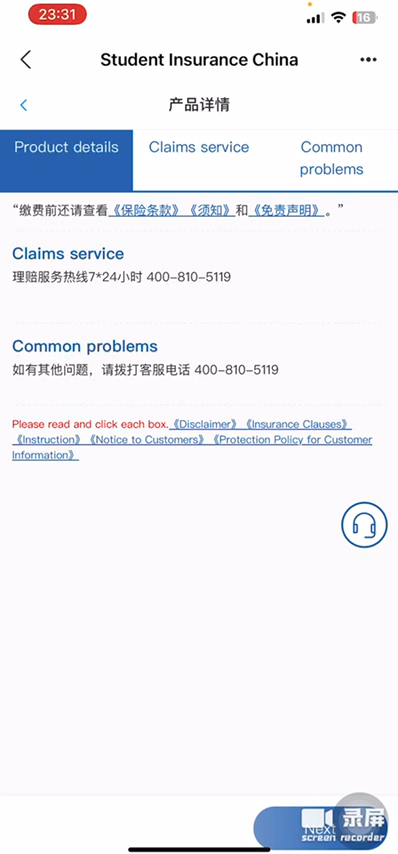 23:31
16
Student Insurance China
产品详情
Product details
Claims service
Common
problems
“缴费前还请查看《保险条款》《须知》和《免责声明》。”
Claims service
理赔服务热线7*24小时 400-810-5119
Common problems
如有其他问题，请拨打客服电话 400-810-5119
Please read and click each box.《Disclaimer》《Insurance Clauses》
《Instruction》《Notice to Customers》《Protection Policy for Customer
Information》
Next
录屏
screen recorder